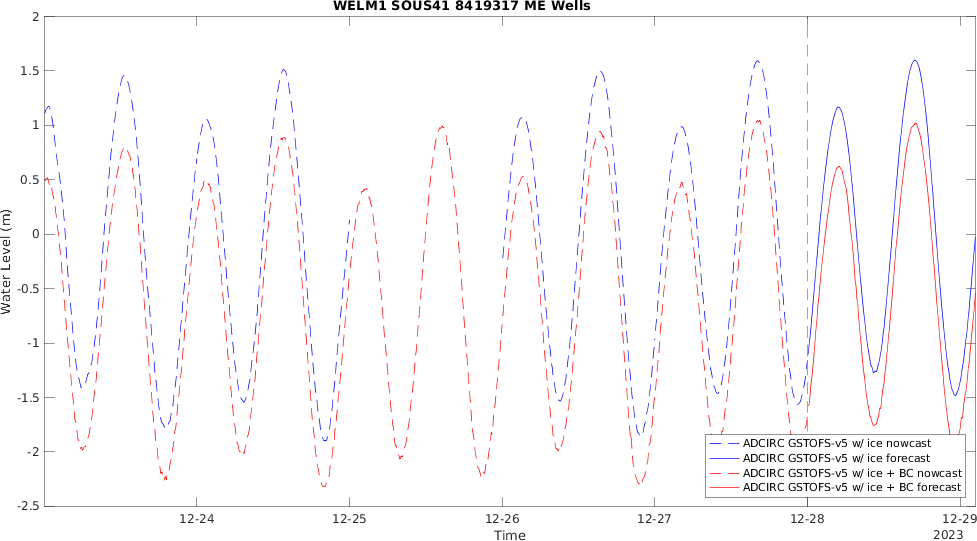 WELM1 SOUS41 8419317 ME Wells
2
1.5
1
0.5
0
-0.5
-1
-1.5
-2
-2.5
Water Level (m)
12-24
12-25
12-26
12-27
12-28
12-29
Time
2023
ADCIRC GSTOFS-v5 w/ ice nowcast
ADCIRC GSTOFS-v5 w/ ice forecast
ADCIRC GSTOFS-v5 w/ ice + BC nowcast
ADCIRC GSTOFS-v5 w/ ice + BC forecast